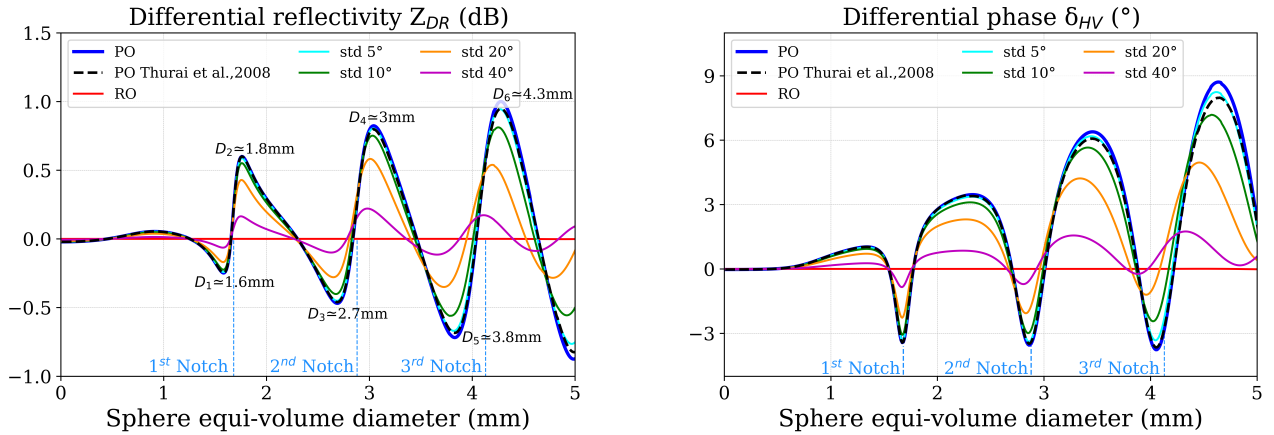 Differential reflectivity Z_DR (dB)
1.5
1.0
0.5
0.0
−0.5
−1.0
PO
PO Thurai et al.,2008
RO
std 5°
std 10°
std 20°
std 40°
D₆≃4.3mm
D₄≃3mm
D₂≃1.8mm
D₁≃1.6mm
D₃≃2.7mm
D₅≃3.8mm
1ˢᵗ Notch
2ⁿᵈ Notch
3ʳᵈ Notch
0 1 2 3 4 5
Sphere equi-volume diameter (mm)
Differential phase δ_HV (°)
9
6
3
0
−3
PO
PO Thurai et al.,2008
RO
std 5°
std 10°
std 20°
std 40°
1ˢᵗ Notch
2ⁿᵈ Notch
3ʳᵈ Notch
0 1 2 3 4 5
Sphere equi-volume diameter (mm)